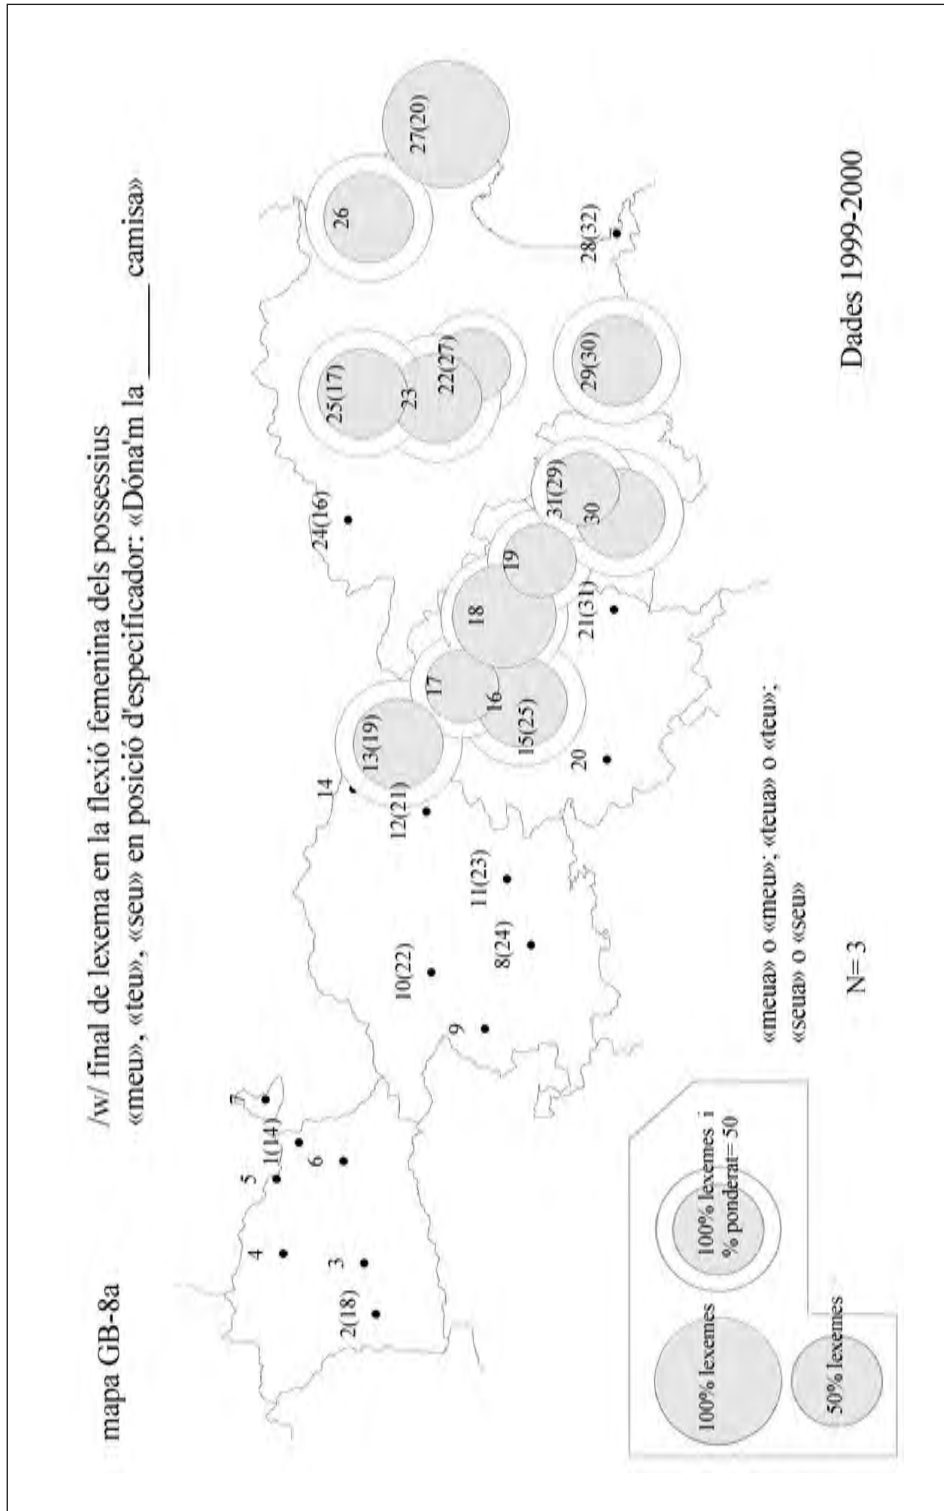 mapa GB-8a
/w/ final de lexema en la flexió femenina dels possessius
«meu», «teu», «seu» en posició d'especificador: «Dóna'm la _____ camisa»
7
5
1(14)
6
4
3
2(18)
14
13(19)
12(21)
10(22)
11(23)
9
8(24)
17
16
15(25)
18
19
20
21(31)
24(16)
25(17)
23
22(27)
26
27(20)
31(29)
30
29(30)
28(32)
100% lexemes
100% lexemes i
% ponderat= 50
50% lexemes
«meua» o «meu»; «teua» o «teu»;
«seua» o «seu»
N= 3
Dades 1999-2000